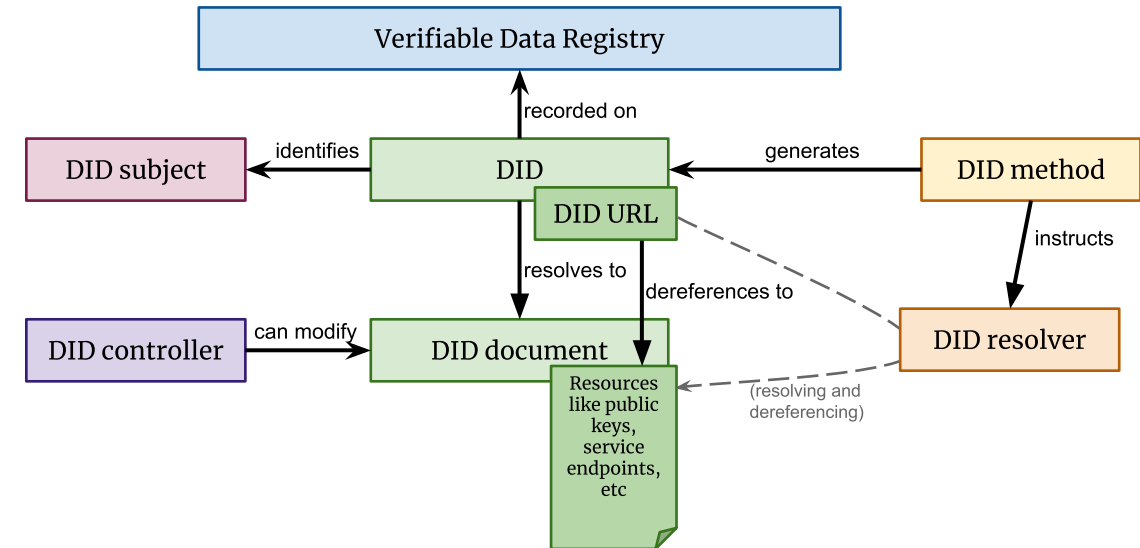 Verifiable Data Registry
recorded on
DID subject
identifies
DID
generates
DID method
DID URL
instructs
resolves to
dereferences to
DID controller
can modify
DID document
DID resolver
Resources
like public
keys,
service
endpoints,
etc
(resolving and
dereferencing)